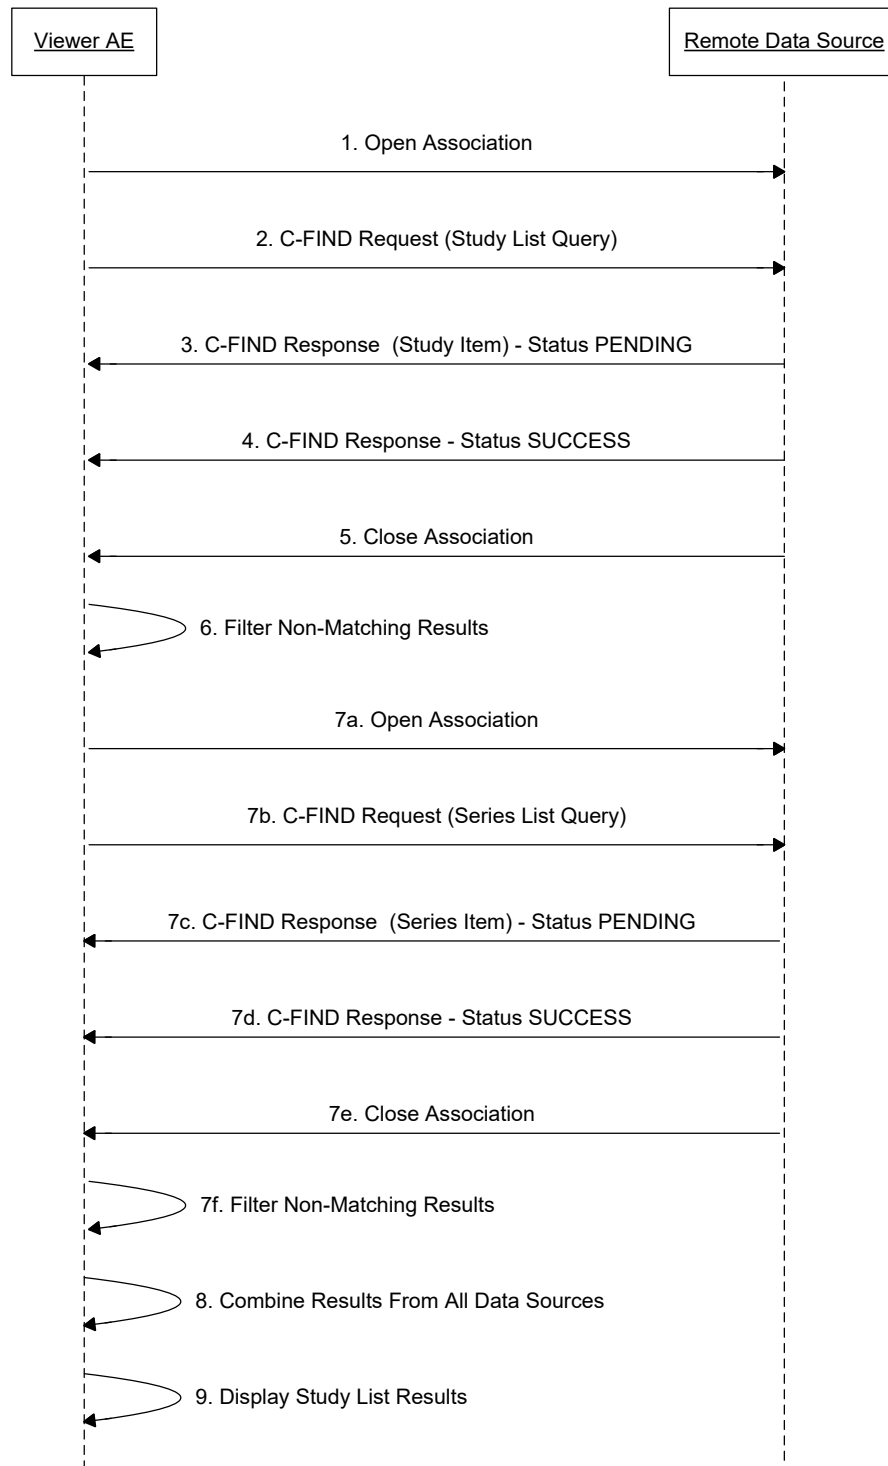 Viewer AE
Remote Data Source
1. Open Association
2. C-FIND Request (Study List Query)
3. C-FIND Response  (Study Item) - Status PENDING
4. C-FIND Response - Status SUCCESS
5. Close Association
6. Filter Non-Matching Results
7a. Open Association
7b. C-FIND Request (Series List Query)
7c. C-FIND Response  (Series Item) - Status PENDING
7d. C-FIND Response - Status SUCCESS
7e. Close Association
7f. Filter Non-Matching Results
8. Combine Results From All Data Sources
9. Display Study List Results